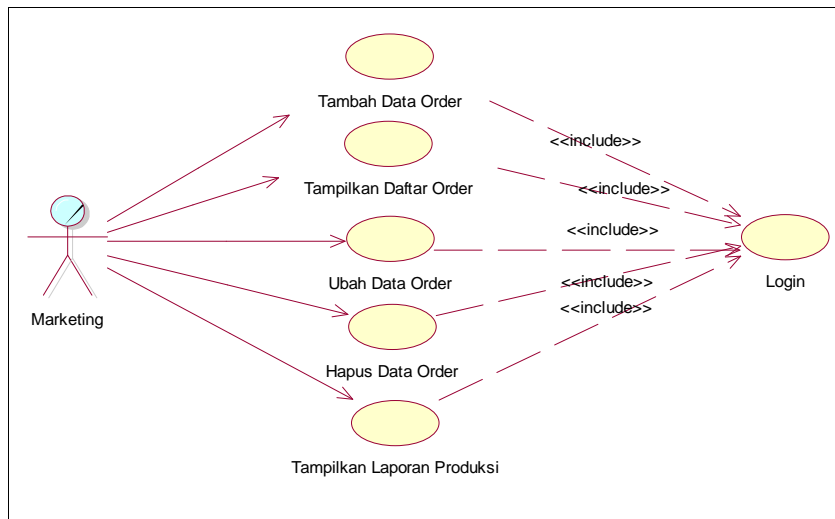 Tambah Data Order
<<include>>
Tampilkan Daftar Order
<<include>>
<<include>>
Ubah Data Order
<<include>>
Login
<<include>>
Marketing
Hapus Data Order
Tampilkan Laporan Produksi